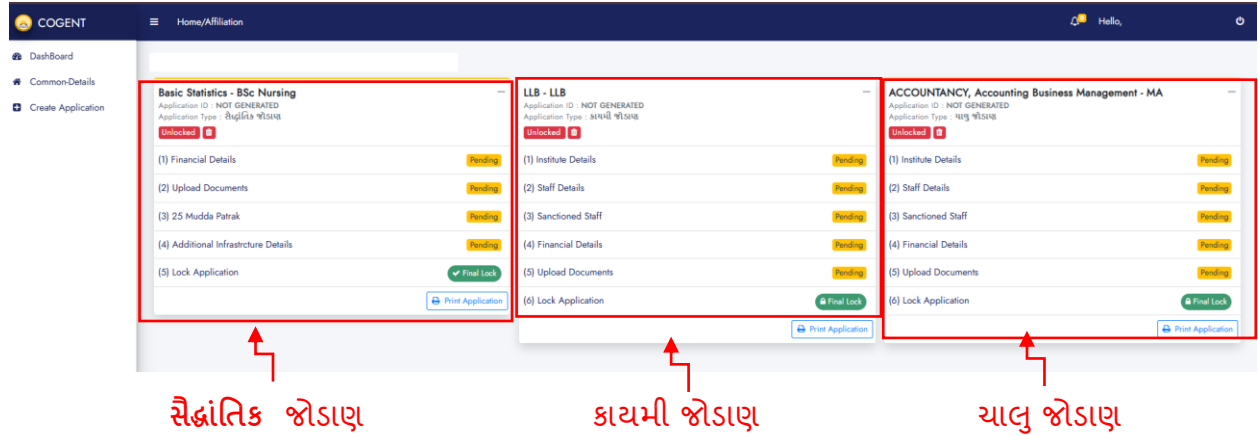 COGENT
Home/Affiliation
Hello,
DashBoard
Common-Details
Create Application
Basic Statistics - BSc Nursing
Application ID : NOT GENERATED
Application Type : સૈદ્ધાંતિક જોડાણ
Unlocked
(1) Financial Details Pending
(2) Upload Documents Pending
(3) 25 Mudda Patrak Pending
(4) Additional Infrastrcture Details Pending
(5) Lock Application Final Lock
Print Application
LLB - LLB
Application ID : NOT GENERATED
Application Type : કાયમી જોડાણ
Unlocked
(1) Institute Details Pending
(2) Staff Details Pending
(3) Sanctioned Staff Pending
(4) Financial Details Pending
(5) Upload Documents Pending
(6) Lock Application Final Lock
Print Application
ACCOUNTANCY, Accounting Business Management - MA
Application ID : NOT GENERATED
Application Type : ચાલુ જોડાણ
Unlocked
(1) Institute Details Pending
(2) Staff Details Pending
(3) Sanctioned Staff Pending
(4) Financial Details Pending
(5) Upload Documents Pending
(6) Lock Application Final Lock
Print Application
સૈદ્ધાંતિક જોડાણ
કાયમી જોડાણ
ચાલુ જોડાણ